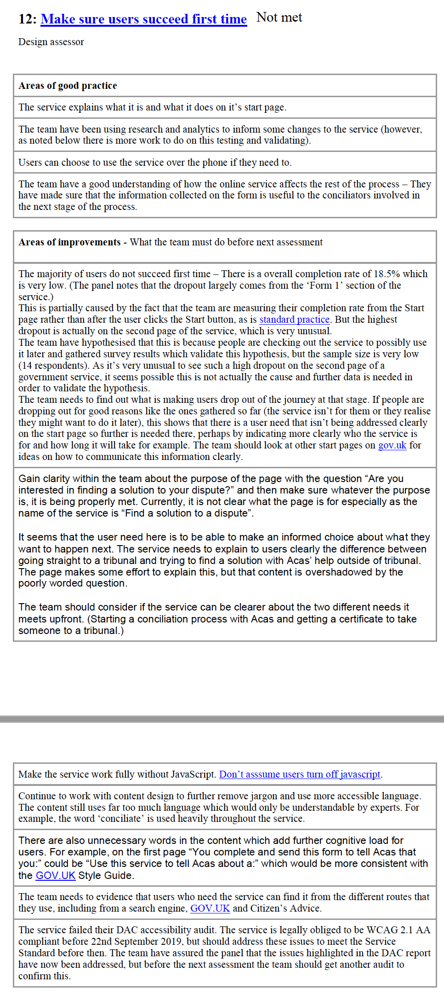 12: Make sure users succeed first time Not met
Design assessor
Areas of good practice
The service explains what it is and what it does on it’s start page.
The team have been using research and analytics to inform some changes to the service (however,
as noted below there is more work to do on this testing and validating).
Users can choose to use the service over the phone if they need to.
The team have a good understanding of how the online service affects the rest of the process – They
have made sure that the information collected on the form is useful to the conciliators involved in
the next stage of the process.
Areas of improvements - What the team must do before next assessment
The majority of users do not succeed first time – There is a overall completion rate of 18.5% which
is very low. (The panel notes that the dropout largely comes from the ‘Form 1’ section of the
service.)
This is partially caused by the fact that the team are measuring their completion rate from the Start
page rather than after the user clicks the Start button, as is standard practice. But the highest
dropout is actually on the second page of the service, which is very unusual.
The team have hypothesised that this is because people are checking out the service to possibly use
it later and gathered survey results which validate this hypothesis, but the sample size is very low
(14 respondents). As it’s very unusual to see such a high dropout on the second page of a
government service, it seems possible this is not actually the cause and further data is needed in
order to validate the hypothesis.
The team needs to find out what is making users drop out of the journey at that stage. If people are
dropping out for good reasons like the ones gathered so far (the service isn’t for them or they realise
they might want to do it later), this shows that there is a user need that isn’t being addressed clearly
on the start page so further is needed there, perhaps by indicating more clearly who the service is
for and how long it will take for example. The team should look at other start pages on gov.uk for
ideas on how to communicate this information clearly.
Gain clarity within the team about the purpose of the page with the question “Are you
interested in finding a solution to your dispute?” and then make sure whatever the purpose
is, it is being properly met. Currently, it is not clear what the page is for especially as the
name of the service is “Find a solution to a dispute”.
It seems that the user need here is to be able to make an informed choice about what they
want to happen next. The service needs to explain to users clearly the difference between
going straight to a tribunal and trying to find a solution with Acas’ help outside of tribunal.
The page makes some effort to explain this, but that content is overshadowed by the
poorly worded question.
The team should consider if the service can be clearer about the two different needs it
meets upfront. (Starting a conciliation process with Acas and getting a certificate to take
someone to a tribunal.)
Make the service work fully without JavaScript. Don’t asssume users turn off javascript.
Continue to work with content design to further remove jargon and use more accessible language.
The content still uses far too much language which would only be understandable by experts. For
example, the word ‘conciliate’ is used heavily throughout the service.
There are also unnecessary words in the content which add further cognitive load for
users. For example, on the first page “You complete and send this form to tell Acas that
you:” could be “Use this service to tell Acas about a:” which would be more consistent with
the GOV.UK Style Guide.
The team needs to evidence that users who need the service can find it from the different routes that
they use, including from a search engine, GOV.UK and Citizen’s Advice.
The service failed their DAC accessibility audit. The service is legally obliged to be WCAG 2.1 AA
compliant before 22nd September 2019, but should address these issues to meet the Service
Standard before then. The team have assured the panel that the issues highlighted in the DAC report
have now been addressed, but before the next assessment the team should get another audit to
confirm this.